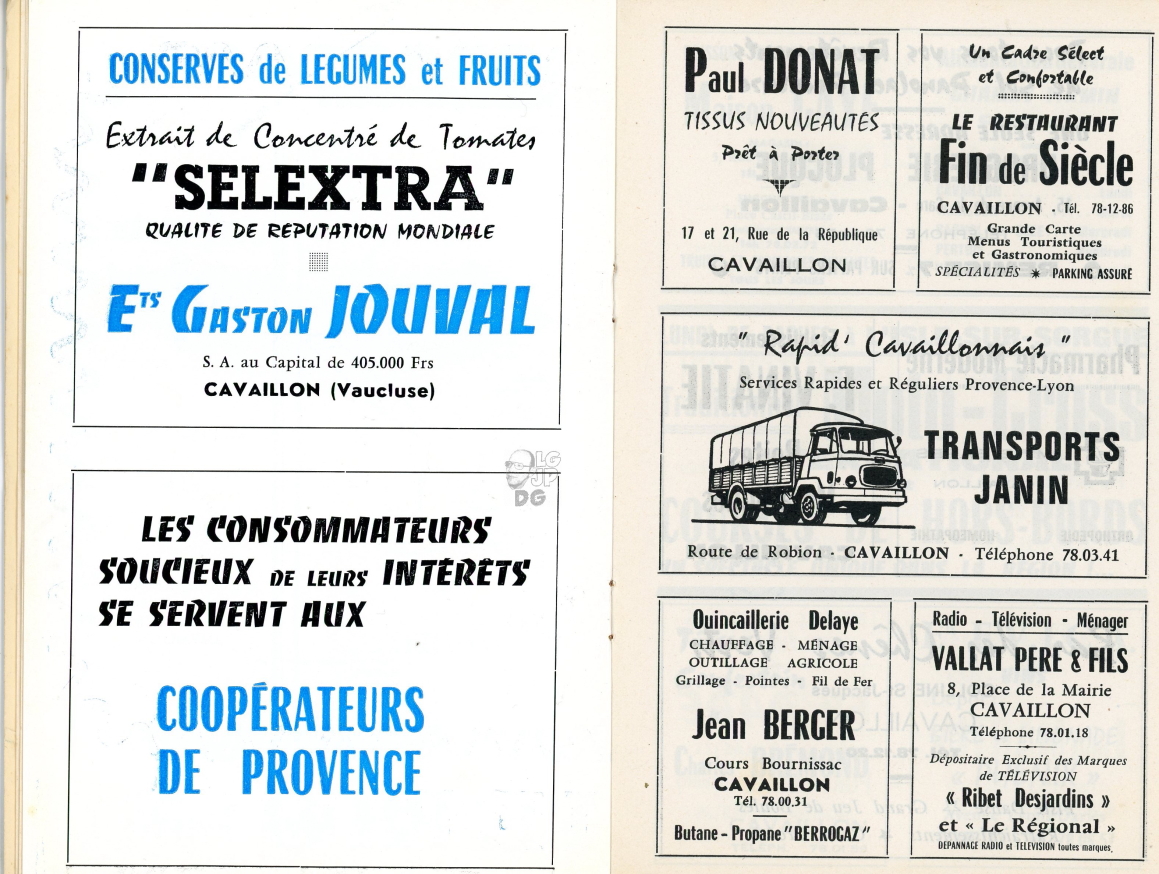 CONSERVES de LEGUMES et FRUITS
Extrait de Concentré de Tomates
"SELEXTRA"
QUALITE DE REPUTATION MONDIALE
Ets GASTON JOUVAL
S. A. au Capital de 405.000 Frs
CAVAILLON (Vaucluse)
LES CONSOMMATEURS
SOUCIEUX DE LEURS INTÉRÊTS
SE SERVENT AUX
COOPÉRATEURS
DE PROVENCE
LG
JP
DG
Paul DONAT
TISSUS NOUVEAUTÉS
Prêt à Porter
17 et 21, Rue de la République
CAVAILLON
Un Cadre Sélect
et Confortable
LE RESTAURANT
Fin de Siècle
CAVAILLON - Tél. 78-12-86
Grande Carte
Menus Touristiques
et Gastronomiques
SPÉCIALITÉS * PARKING ASSURÉ
" Rapid' Cavaillonnais "
Services Rapides et Réguliers Provence-Lyon
TRANSPORTS
JANIN
Route de Robion - CAVAILLON - Téléphone 78.03.41
Quincaillerie Delaye
CHAUFFAGE - MÉNAGE
OUTILLAGE AGRICOLE
Grillage - Pointes - Fil de Fer
Jean BERGER
Cours Bournissac
CAVAILLON
Tél. 78.00.31
Butane - Propane "BERROGAZ"
Radio - Télévision - Ménager
VALLAT PERE & FILS
8, Place de la Mairie
CAVAILLON
Téléphone 78.01.18
Dépositaire Exclusif des Marques
de TÉLÉVISION
« Ribet Desjardins »
et « Le Régional »
DEPANNAGE RADIO et TELEVISION toutes marques.